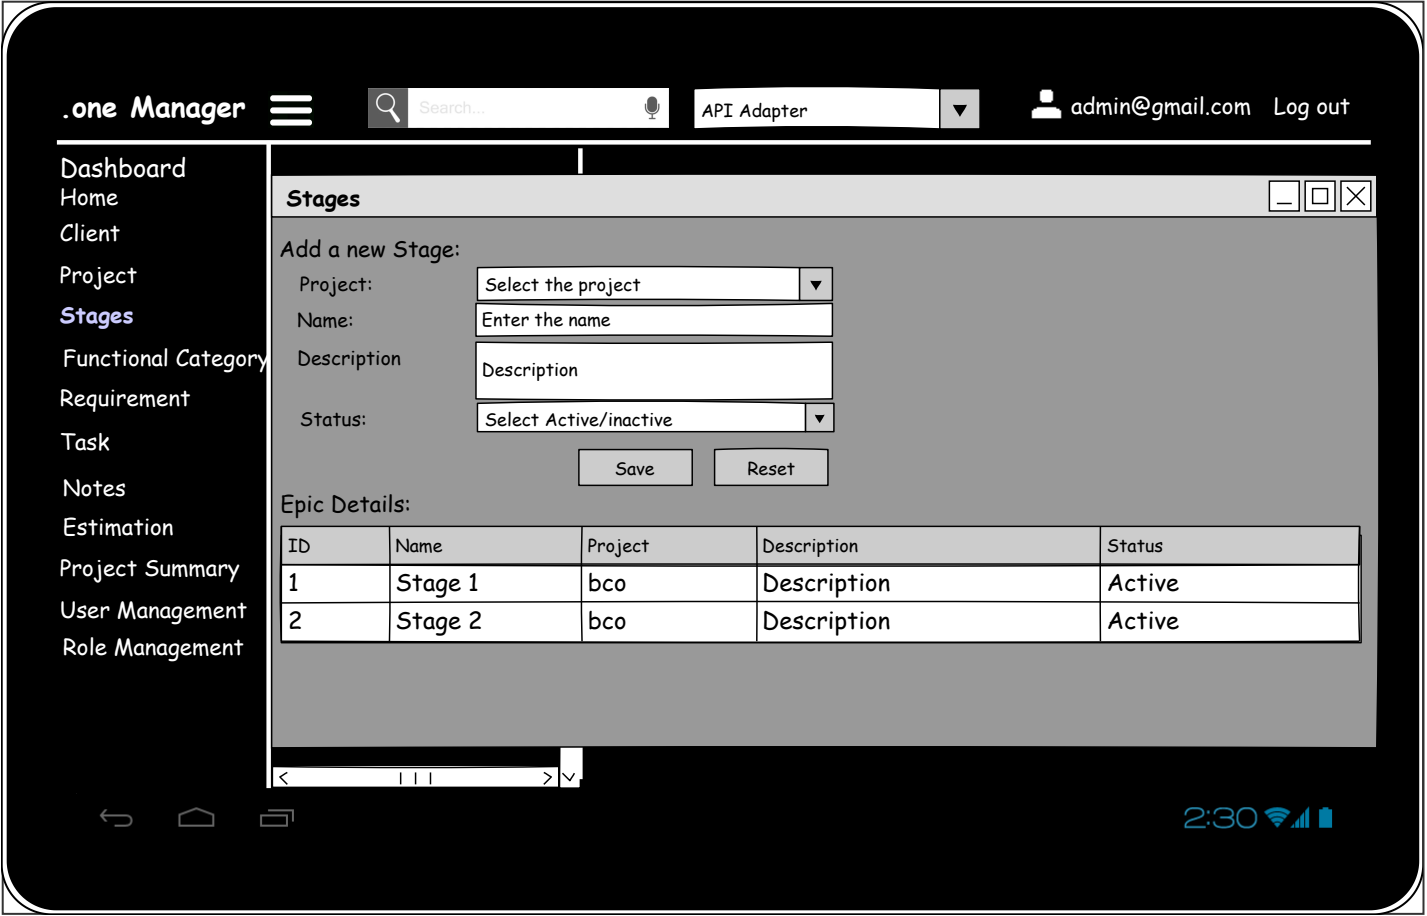 .one Manager
Search...
API Adapter
admin@gmail.com
Log out
Dashboard
Home
Client
Project
Stages
Functional Category
Requirement
Task
Notes
Estimation
Project Summary
User Management
Role Management
Stages
Add a new Stage:
Project: Select the project
Name: Enter the name
Description Description
Status: Select Active/inactive
Save Reset
Epic Details:
ID Name Project Description Status
1 Stage 1 bco Description Active
2 Stage 2 bco Description Active
2:30